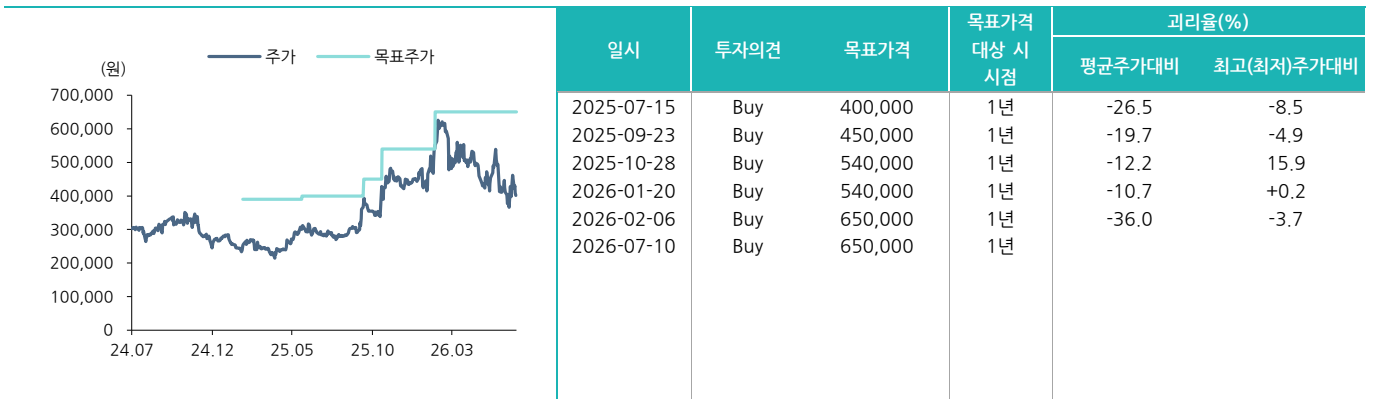 주가 목표주가
(원)
700,000
600,000
500,000
400,000
300,000
200,000
100,000
0
24.07 24.12 25.05 25.10 26.03
일시 투자의견 목표가격 목표가격 대상 시 시점 괴리율(%)
평균주가대비 최고(최저)주가대비
2025-07-15 Buy 400,000 1년 -26.5 -8.5
2025-09-23 Buy 450,000 1년 -19.7 -4.9
2025-10-28 Buy 540,000 1년 -12.2 15.9
2026-01-20 Buy 540,000 1년 -10.7 +0.2
2026-02-06 Buy 650,000 1년 -36.0 -3.7
2026-07-10 Buy 650,000 1년